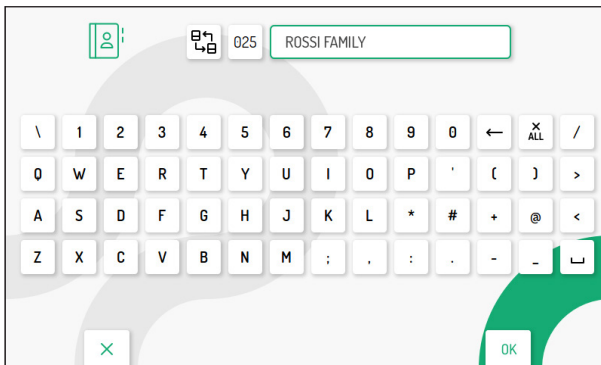 025 ROSSI FAMILY
\ 1 2 3 4 5 6 7 8 9 0 ← × ALL /
Q W E R T Y U I O P ' ( ) >
A S D F G H J K L * # + @ <
Z X C V B N M ; , : . - _ ⌴
× OK